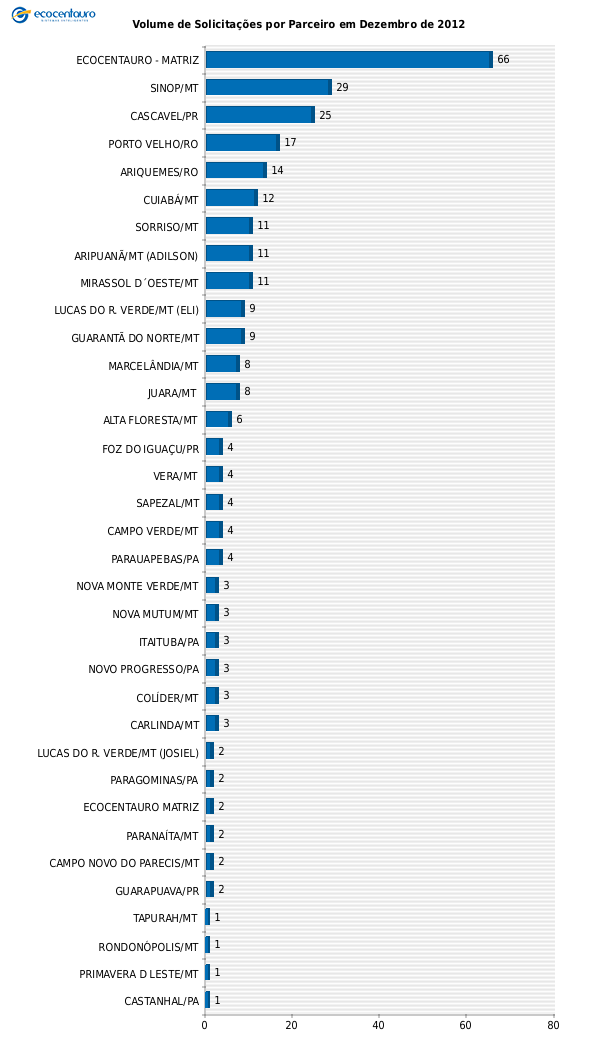 ecocentauro
Volume de Solicitações por Parceiro em Dezembro de 2012
ECOCENTAURO - MATRIZ 66
SINOP/MT 29
CASCAVEL/PR 25
PORTO VELHO/RO 17
ARIQUEMES/RO 14
CUIABÁ/MT 12
SORRISO/MT 11
ARIPUANÃ/MT (ADILSON) 11
MIRASSOL D´OESTE/MT 11
LUCAS DO R. VERDE/MT (ELI) 9
GUARANTÃ DO NORTE/MT 9
MARCELÂNDIA/MT 8
JUARA/MT 8
ALTA FLORESTA/MT 6
FOZ DO IGUAÇU/PR 4
VERA/MT 4
SAPEZAL/MT 4
CAMPO VERDE/MT 4
PARAUAPEBAS/PA 4
NOVA MONTE VERDE/MT 3
NOVA MUTUM/MT 3
ITAITUBA/PA 3
NOVO PROGRESSO/PA 3
COLÍDER/MT 3
CARLINDA/MT 3
LUCAS DO R. VERDE/MT (JOSIEL) 2
PARAGOMINAS/PA 2
ECOCENTAURO MATRIZ 2
PARANAÍTA/MT 2
CAMPO NOVO DO PARECIS/MT 2
GUARAPUAVA/PR 2
TAPURAH/MT 1
RONDONÓPOLIS/MT 1
PRIMAVERA D LESTE/MT 1
CASTANHAL/PA 1
0 20 40 60 80